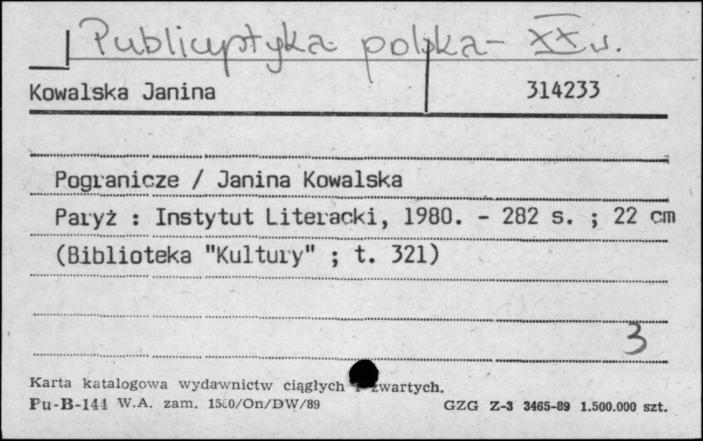 Publicystyka polska - XX w.
Kowalska Janina 314233
Pogranicze / Janina Kowalska
Paryż : Instytut Literacki, 1980. - 282 s. ; 22 cm
(Biblioteka "Kultury" ; t. 321)
3
Karta katalogowa wydawnictw ciągłych i zwartych.
Pu-B-144 W.A. zam. /On/DW/89 GZG Z-3 3465-89 1.500.000 szt.